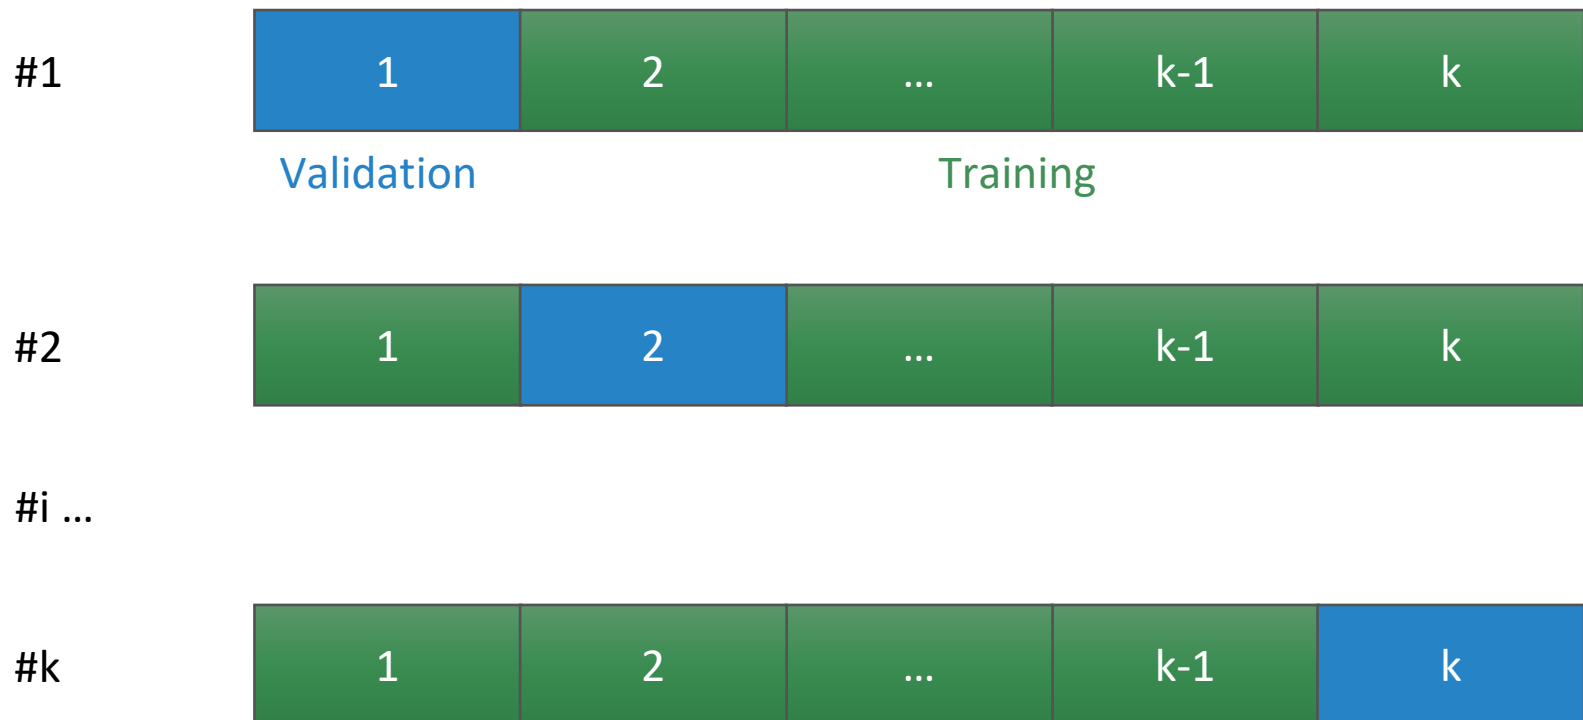 #1 1 2 ... k-1 k
Validation Training
#2 1 2 ... k-1 k
#i ...
#k 1 2 ... k-1 k